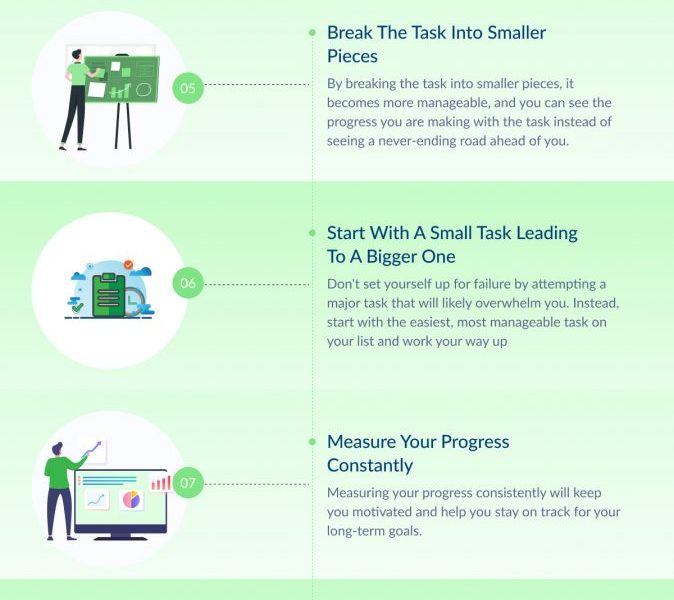 05
Break The Task Into Smaller
Pieces
By breaking the task into smaller pieces, it
becomes more manageable, and you can see the
progress you are making with the task instead of
seeing a never-ending road ahead of you.
06
Start With A Small Task Leading
To A Bigger One
Don't set yourself up for failure by attempting a
major task that will likely overwhelm you. Instead,
start with the easiest, most manageable task on
your list and work your way up
07
Measure Your Progress
Constantly
Measuring your progress consistently will keep
you motivated and help you stay on track for your
long-term goals.